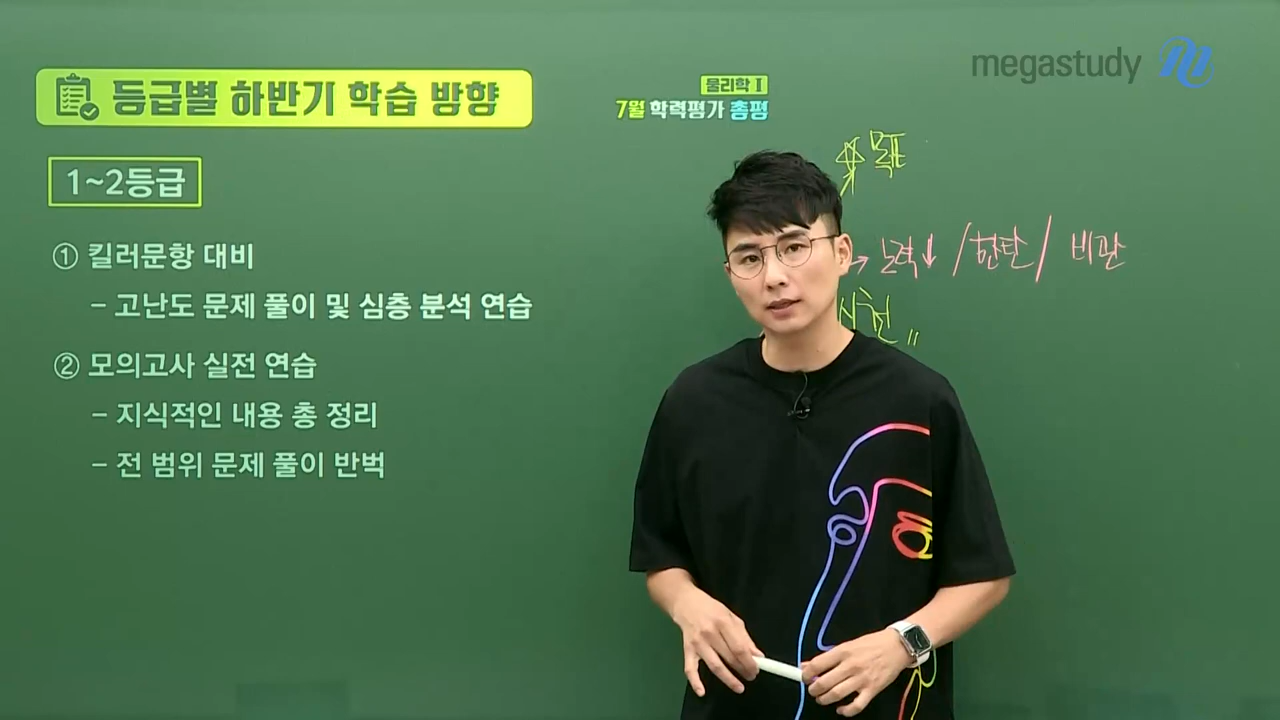 megastudy
등급별 하반기 학습 방향
물리학 I
7월 학력평가 총평
1~2등급
① 킬러문항 대비
- 고난도 문제 풀이 및 심층 분석 연습
② 모의고사 실전 연습
- 지식적인 내용 총 정리
- 전 범위 문제 풀이 반벅
목표
→ 노력↓ / 한탄 / 비관
시험